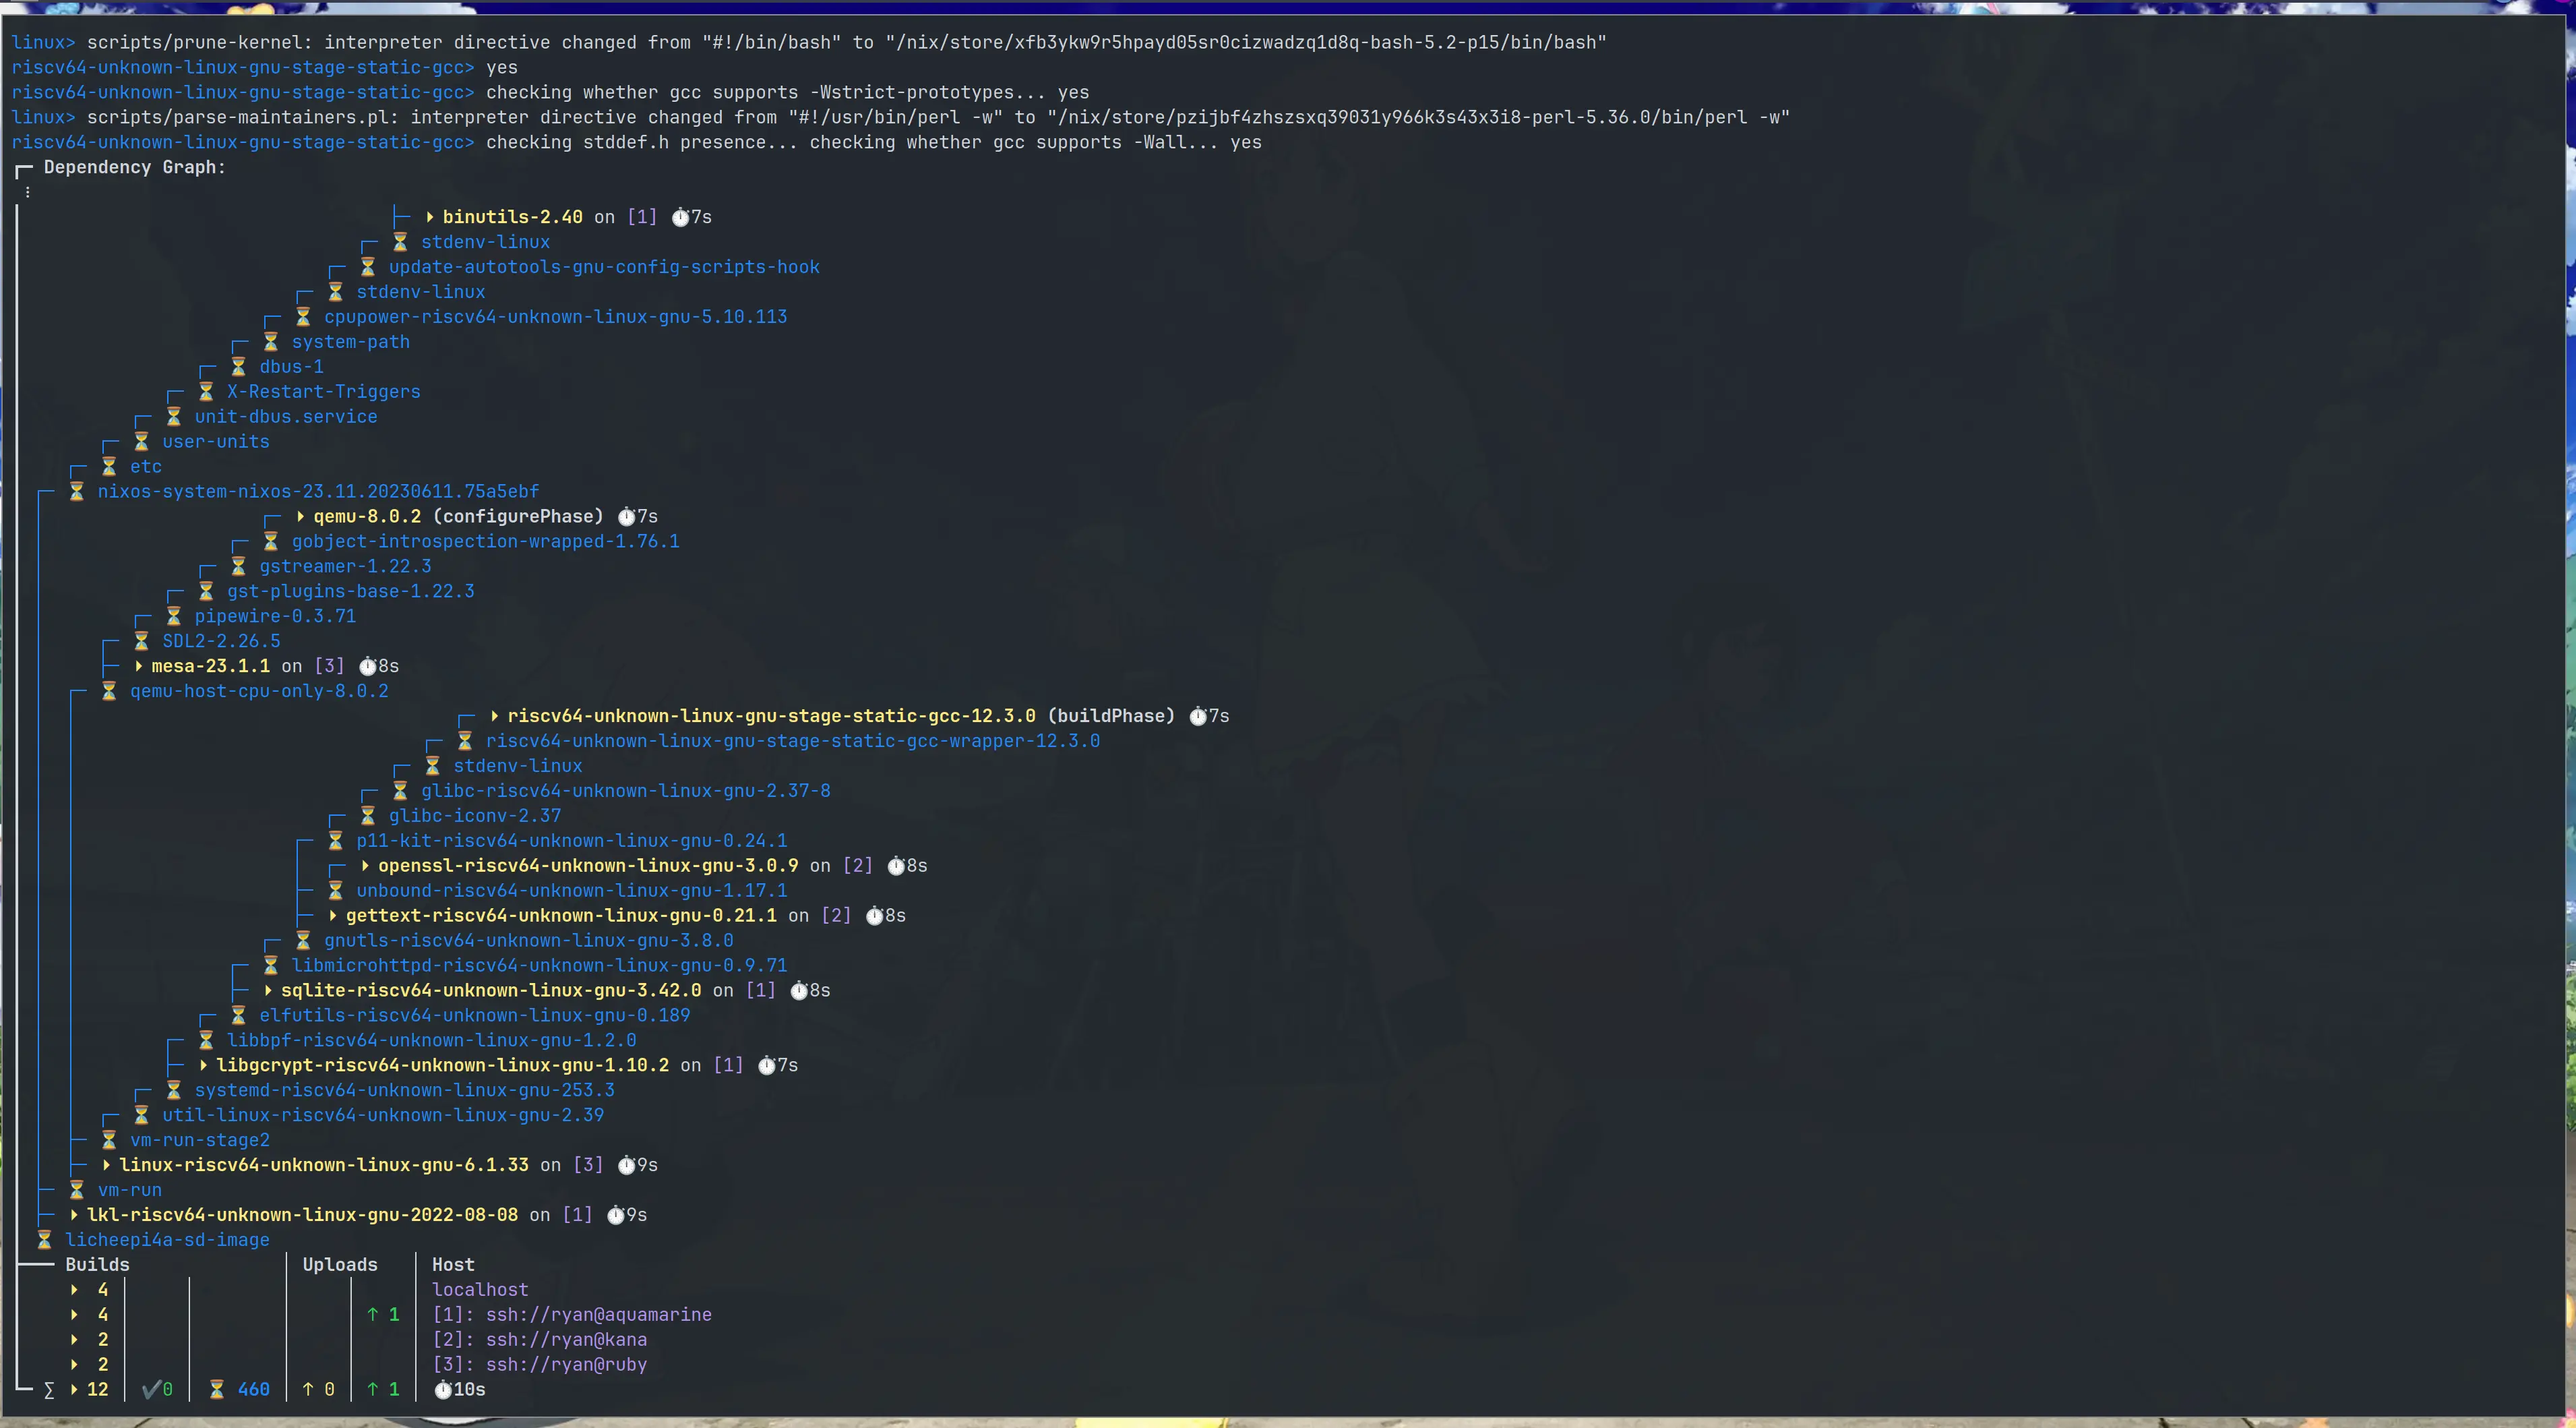 linux> scripts/prune-kernel: interpreter directive changed from "#!/bin/bash" to "/nix/store/xfb3ykw9r5hpayd05sr0cizwadzq1d8q-bash-5.2-p15/bin/bash"
riscv64-unknown-linux-gnu-stage-static-gcc> yes
riscv64-unknown-linux-gnu-stage-static-gcc> checking whether gcc supports -Wstrict-prototypes... yes
linux> scripts/parse-maintainers.pl: interpreter directive changed from "#!/usr/bin/perl -w" to "/nix/store/pzijbf4zhszsxq39031y966k3s43x3i8-perl-5.36.0/bin/perl -w"
riscv64-unknown-linux-gnu-stage-static-gcc> checking stddef.h presence... checking whether gcc supports -Wall... yes
┏━ Dependency Graph:
⋮
├─ ⏵ binutils-2.40 on [1] ⏱7s
┌─ ⏳ stdenv-linux
┌─ ⏳ update-autotools-gnu-config-scripts-hook
┌─ ⏳ stdenv-linux
┌─ ⏳ cpupower-riscv64-unknown-linux-gnu-5.10.113
┌─ ⏳ system-path
┌─ ⏳ dbus-1
┌─ ⏳ X-Restart-Triggers
┌─ ⏳ unit-dbus.service
┌─ ⏳ user-units
┌─ ⏳ etc
┌─ ⏳ nixos-system-nixos-23.11.20230611.75a5ebf
┌─ ⏵ qemu-8.0.2 (configurePhase) ⏱7s
┌─ ⏳ gobject-introspection-wrapped-1.76.1
┌─ ⏳ gstreamer-1.22.3
┌─ ⏳ gst-plugins-base-1.22.3
┌─ ⏳ pipewire-0.3.71
┌─ ⏳ SDL2-2.26.5
├─ ⏵ mesa-23.1.1 on [3] ⏱8s
┌─ ⏳ qemu-host-cpu-only-8.0.2
┌─ ⏵ riscv64-unknown-linux-gnu-stage-static-gcc-12.3.0 (buildPhase) ⏱7s
┌─ ⏳ riscv64-unknown-linux-gnu-stage-static-gcc-wrapper-12.3.0
┌─ ⏳ stdenv-linux
┌─ ⏳ glibc-riscv64-unknown-linux-gnu-2.37-8
┌─ ⏳ glibc-iconv-2.37
┌─ ⏳ p11-kit-riscv64-unknown-linux-gnu-0.24.1
│ ┌─ ⏵ openssl-riscv64-unknown-linux-gnu-3.0.9 on [2] ⏱8s
├─ ⏳ unbound-riscv64-unknown-linux-gnu-1.17.1
├─ ⏵ gettext-riscv64-unknown-linux-gnu-0.21.1 on [2] ⏱8s
┌─ ⏳ gnutls-riscv64-unknown-linux-gnu-3.8.0
┌─ ⏳ libmicrohttpd-riscv64-unknown-linux-gnu-0.9.71
├─ ⏵ sqlite-riscv64-unknown-linux-gnu-3.42.0 on [1] ⏱8s
┌─ ⏳ elfutils-riscv64-unknown-linux-gnu-0.189
┌─ ⏳ libbpf-riscv64-unknown-linux-gnu-1.2.0
├─ ⏵ libgcrypt-riscv64-unknown-linux-gnu-1.10.2 on [1] ⏱7s
┌─ ⏳ systemd-riscv64-unknown-linux-gnu-253.3
┌─ ⏳ util-linux-riscv64-unknown-linux-gnu-2.39
├─ ⏳ vm-run-stage2
├─ ⏵ linux-riscv64-unknown-linux-gnu-6.1.33 on [3] ⏱9s
├─ ⏳ vm-run
├─ ⏵ lkl-riscv64-unknown-linux-gnu-2022-08-08 on [1] ⏱9s
⏳ licheepi4a-sd-image
┣━━━ Builds │ Uploads │ Host
⏵ 4 │ │ │ │ │ localhost
⏵ 4 │ │ │ │ ↑ 1 │ [1]: ssh://ryan@aquamarine
⏵ 2 │ │ │ │ │ [2]: ssh://ryan@kana
⏵ 2 │ │ │ │ │ [3]: ssh://ryan@ruby
┗━ ∑ ⏵ 12 │ ✔0 │ ⏳ 460 │ ↑ 0 │ ↑ 1 │ ⏱10s